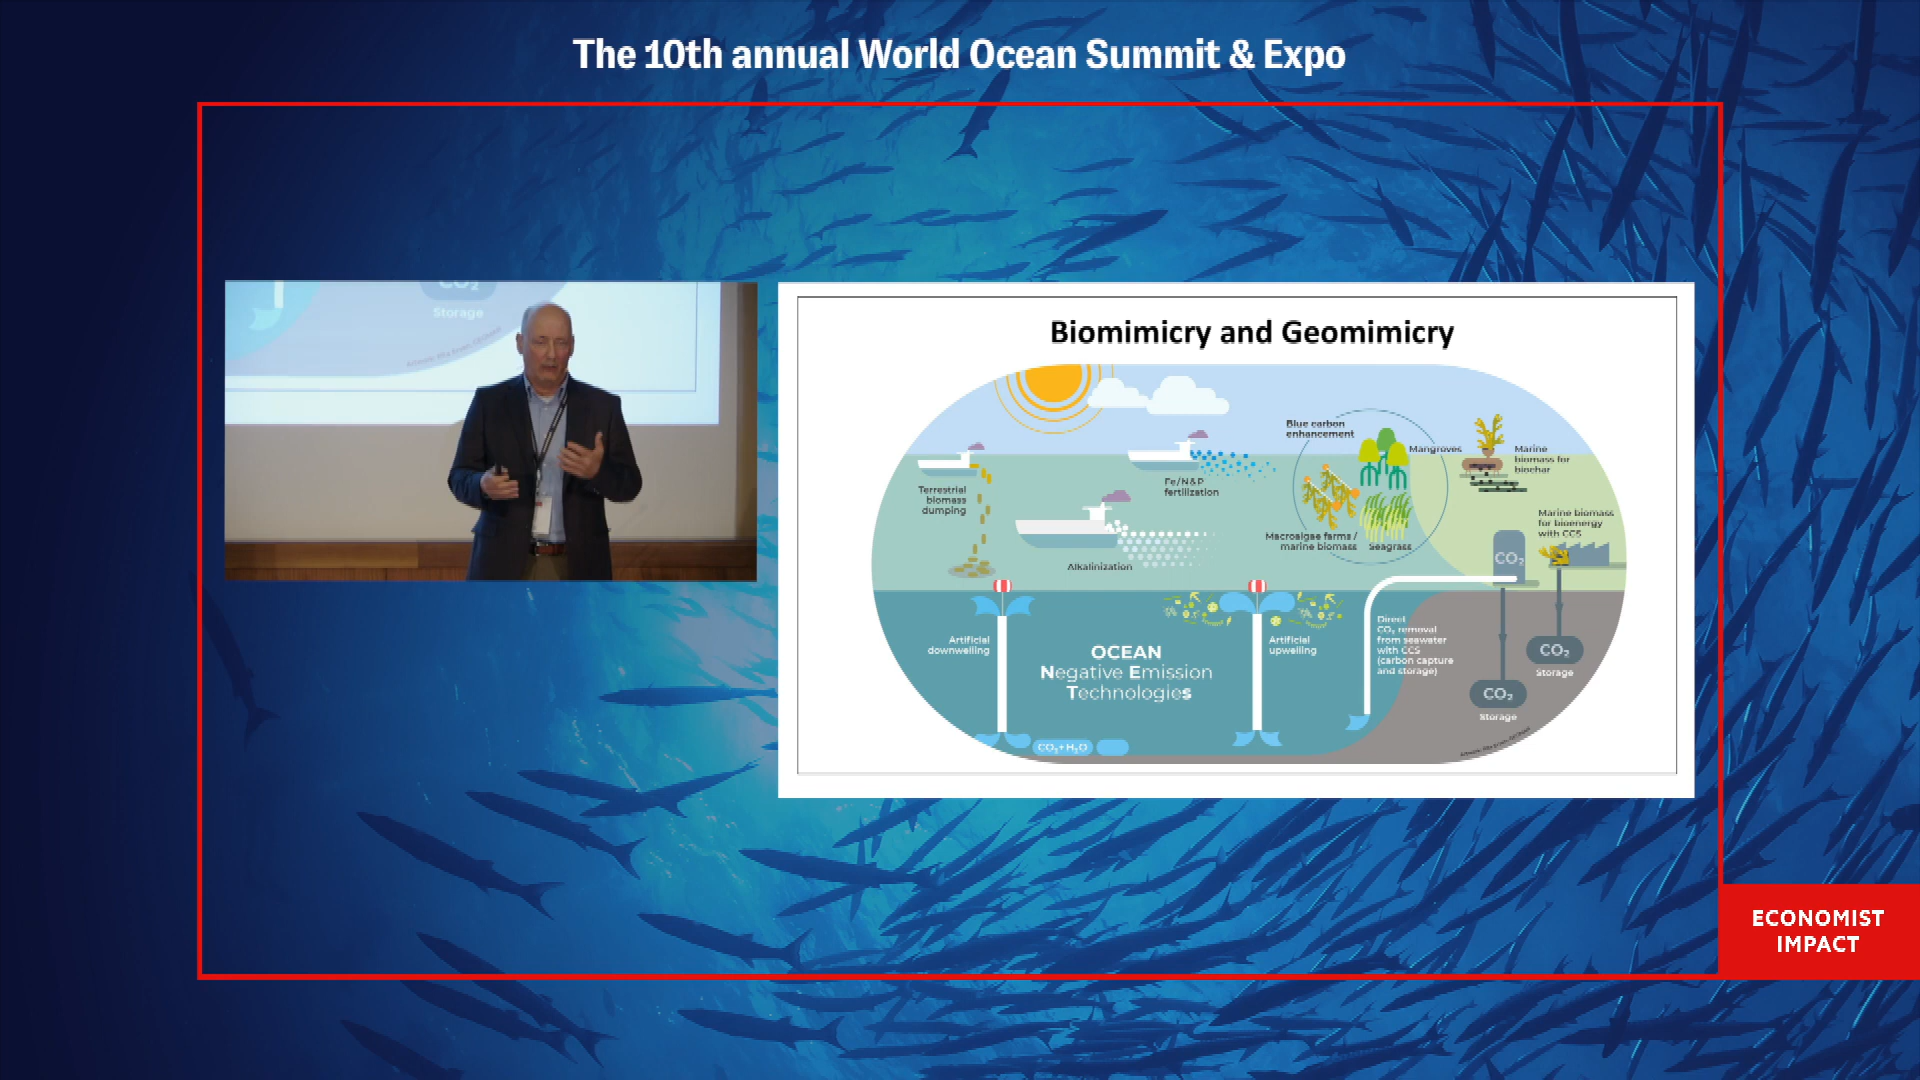 The 10th annual World Ocean Summit & Expo
CO₂
Storage
Biomimicry and Geomimicry
Blue carbon
enhancement
Mangroves
Marine
biomass for
biochar
Terrestrial
biomass
dumping
Fe/N&P
fertilization
Marine biomass
for bioenergy
with CCS
Macroalgae farms /
marine biomass
Seagrass
Alkalinization
CO₂
Artificial
downwelling
OCEAN
Negative Emission
Technologies
Artificial
upwelling
Direct
CO₂ removal
from seawater
with CCS
(carbon capture
and storage)
CO₂
Storage
CO₂
Storage
CO₂+H₂O
ECONOMIST
IMPACT